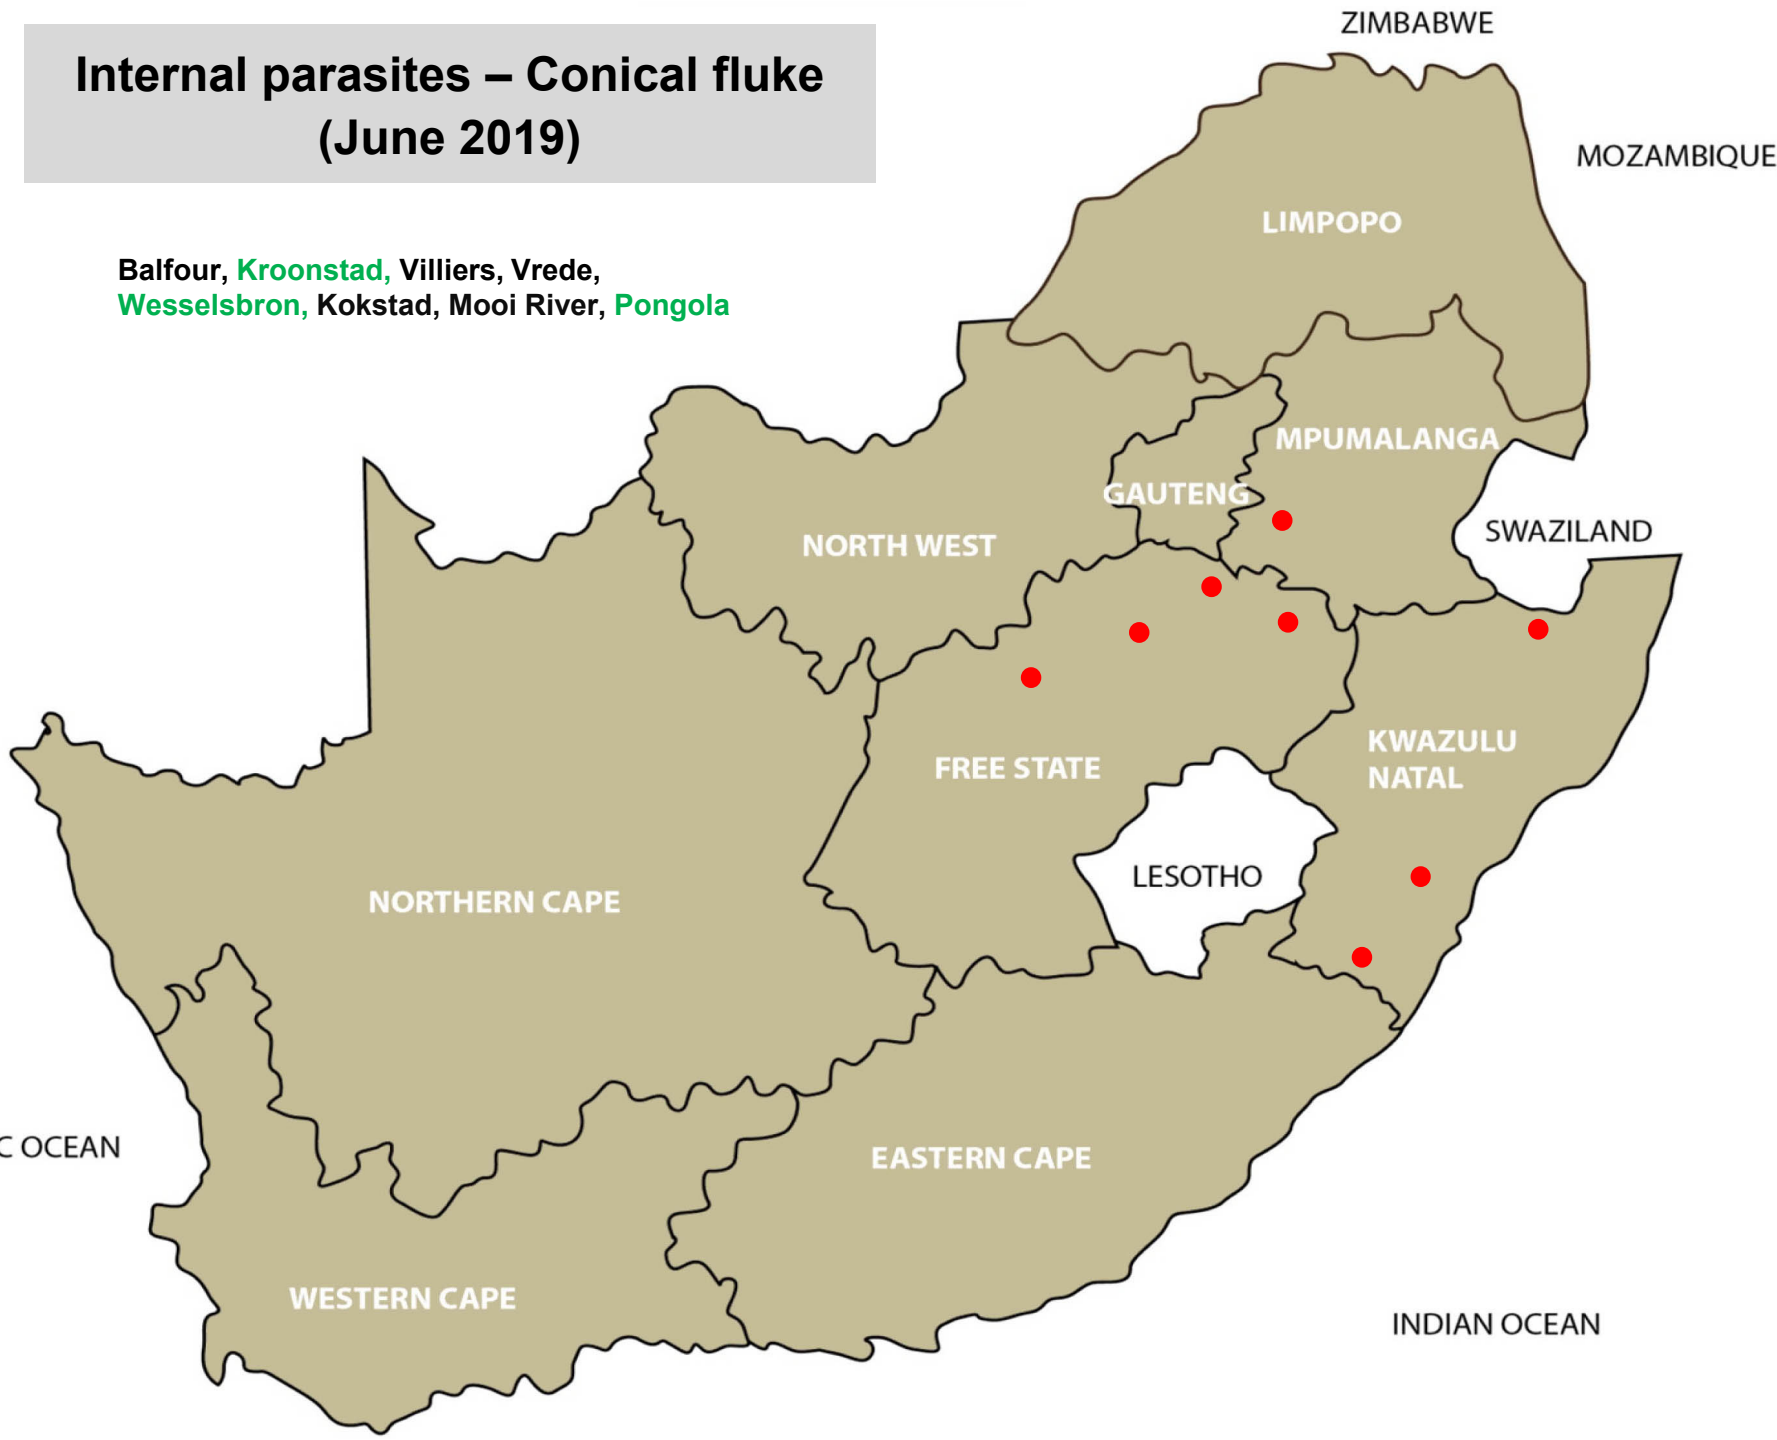 Internal parasites – Conical fluke
(June 2019)
Balfour, Kroonstad, Villiers, Vrede,
Wesselsbron, Kokstad, Mooi River, Pongola
ZIMBABWE
MOZAMBIQUE
LIMPOPO
MPUMALANGA
GAUTENG
SWAZILAND
NORTH WEST
KWAZULU
NATAL
FREE STATE
LESOTHO
NORTHERN CAPE
C OCEAN
EASTERN CAPE
WESTERN CAPE
INDIAN OCEAN